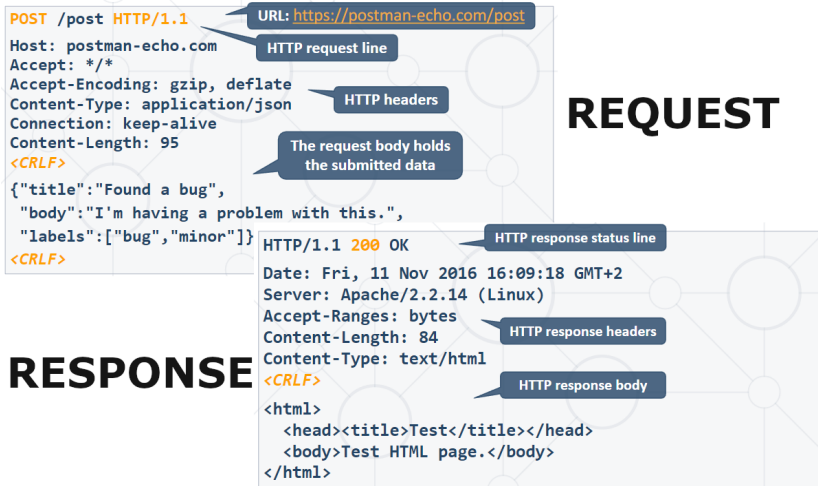 POST /post HTTP/1.1
URL: https://postman-echo.com/post
HTTP request line
Host: postman-echo.com
Accept: */*
Accept-Encoding: gzip, deflate
HTTP headers
Content-Type: application/json
Connection: keep-alive
Content-Length: 95
<CRLF>
The request body holds
the submitted data
{"title":"Found a bug",
"body":"I'm having a problem with this.",
"labels":["bug","minor"]}
<CRLF>
REQUEST
HTTP/1.1 200 OK
HTTP response status line
Date: Fri, 11 Nov 2016 16:09:18 GMT+2
Server: Apache/2.2.14 (Linux)
Accept-Ranges: bytes
HTTP response headers
Content-Length: 84
Content-Type: text/html
<CRLF>
HTTP response body
<html>
<head><title>Test</title></head>
<body>Test HTML page.</body>
</html>
RESPONSE